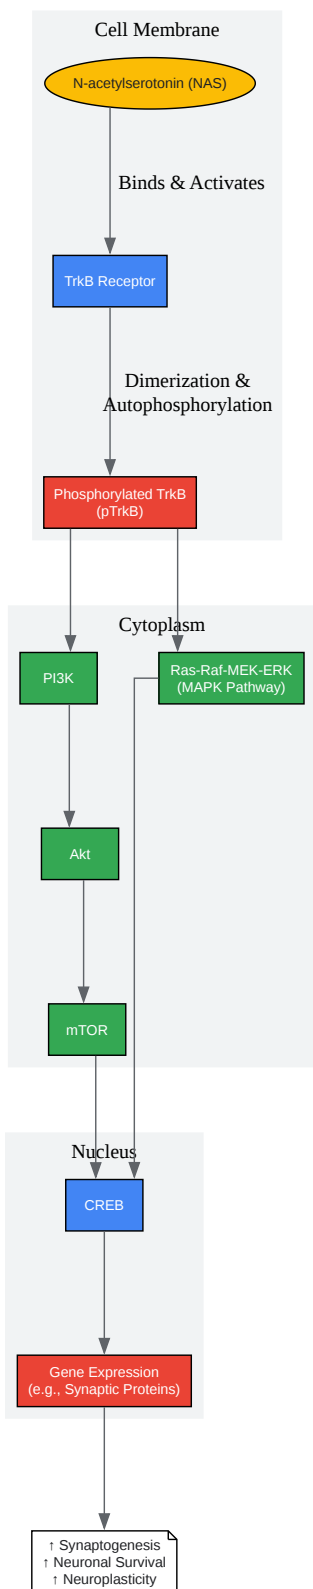 Cell Membrane
N-acetylserotonin (NAS)
Binds & Activates
TrkB Receptor
Dimerization &
Autophosphorylation
Phosphorylated TrkB
(pTrkB)
Cytoplasm
PI3K
Ras-Raf-MEK-ERK
(MAPK Pathway)
Akt
mTOR
Nucleus
CREB
Gene Expression
(e.g., Synaptic Proteins)
↑ Synaptogenesis
↑ Neuronal Survival
↑ Neuroplasticity